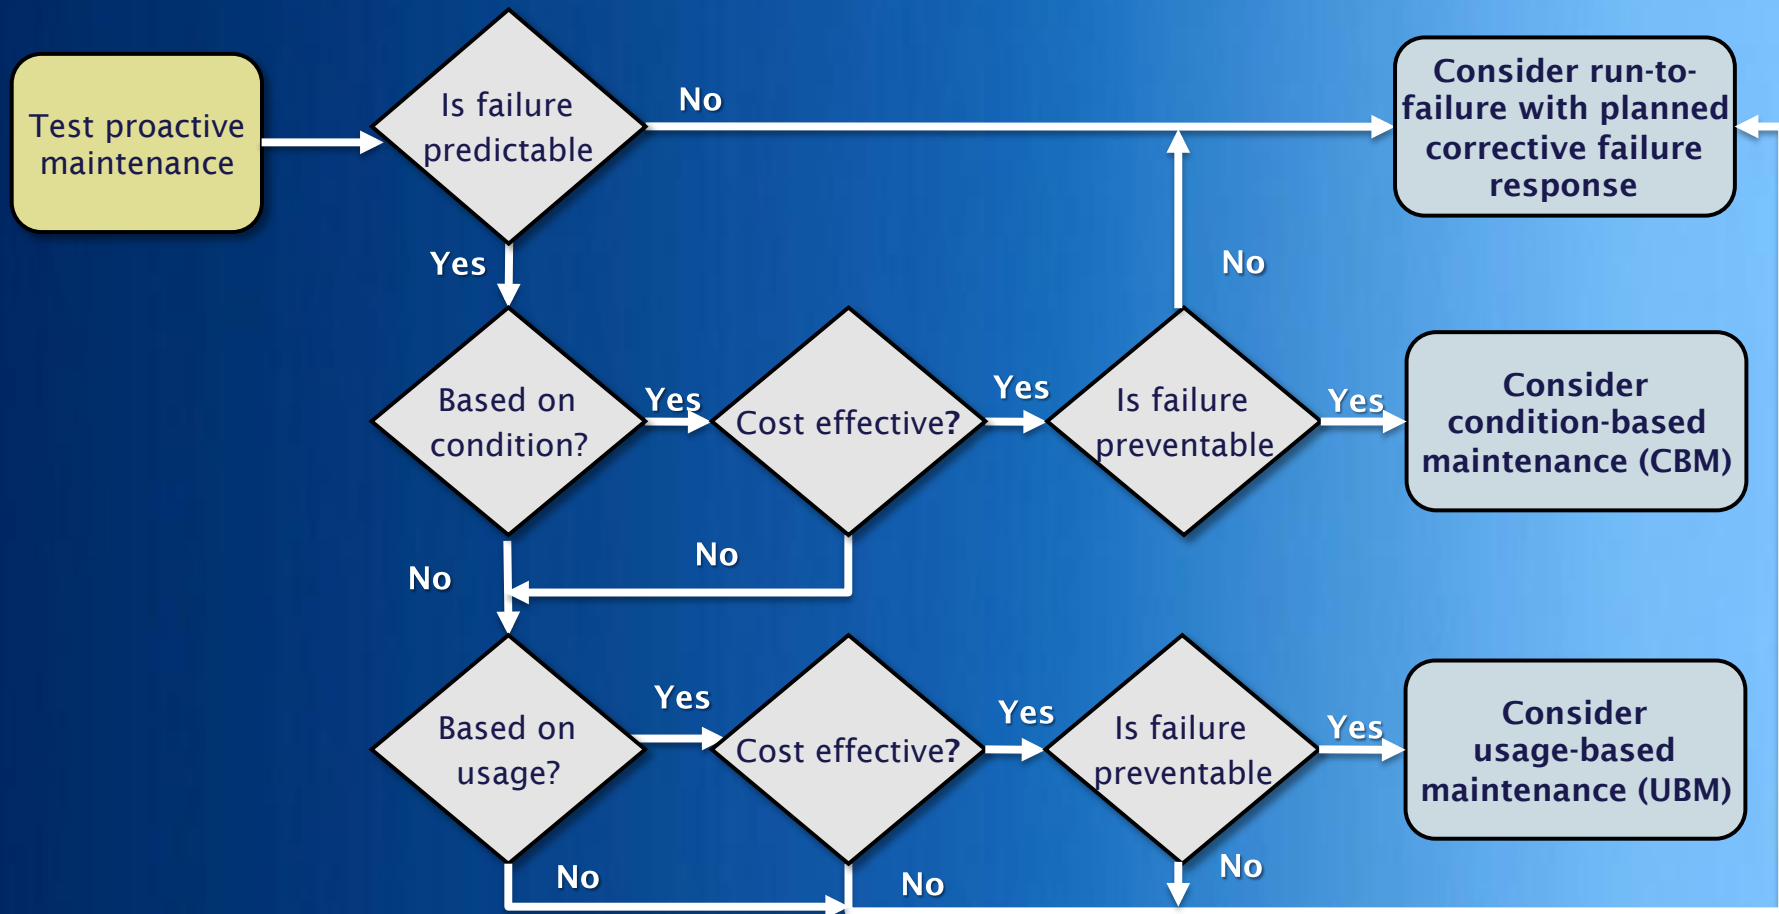 Test proactive
maintenance
Is failure
predictable
No
Consider run-to-
failure with planned
corrective failure
response
Yes
No
Based on
condition?
Yes
Cost effective?
Yes
Is failure
preventable
Yes
Consider
condition-based
maintenance (CBM)
No
No
Based on
usage?
Yes
Cost effective?
Yes
Is failure
preventable
Yes
Consider
usage-based
maintenance (UBM)
No
No
No